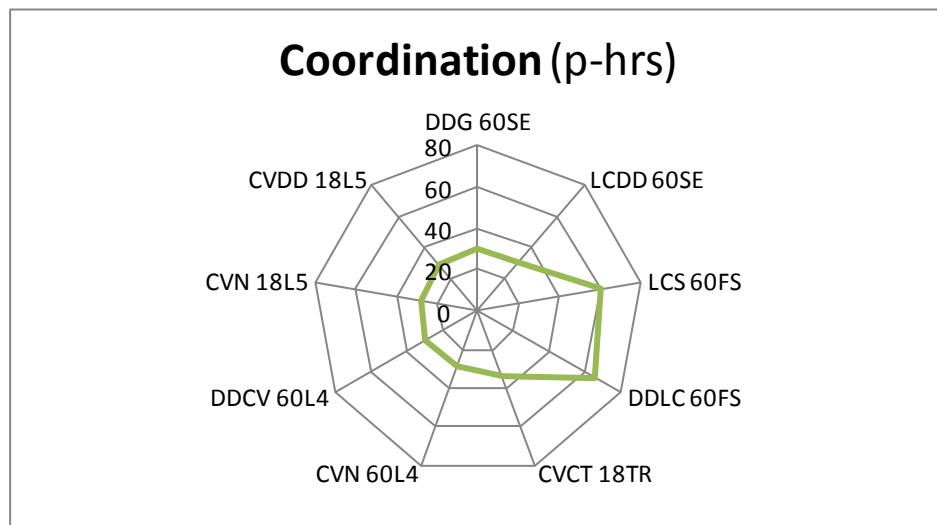 Coordination (p-hrs)
DDG 60SE
80
CVDD 18L5
LCDD 60SE
60
40
CVN 18L5
LCS 60FS
20
0
DDCV 60L4
DDLC 60FS
CVN 60L4
CVCT 18TR